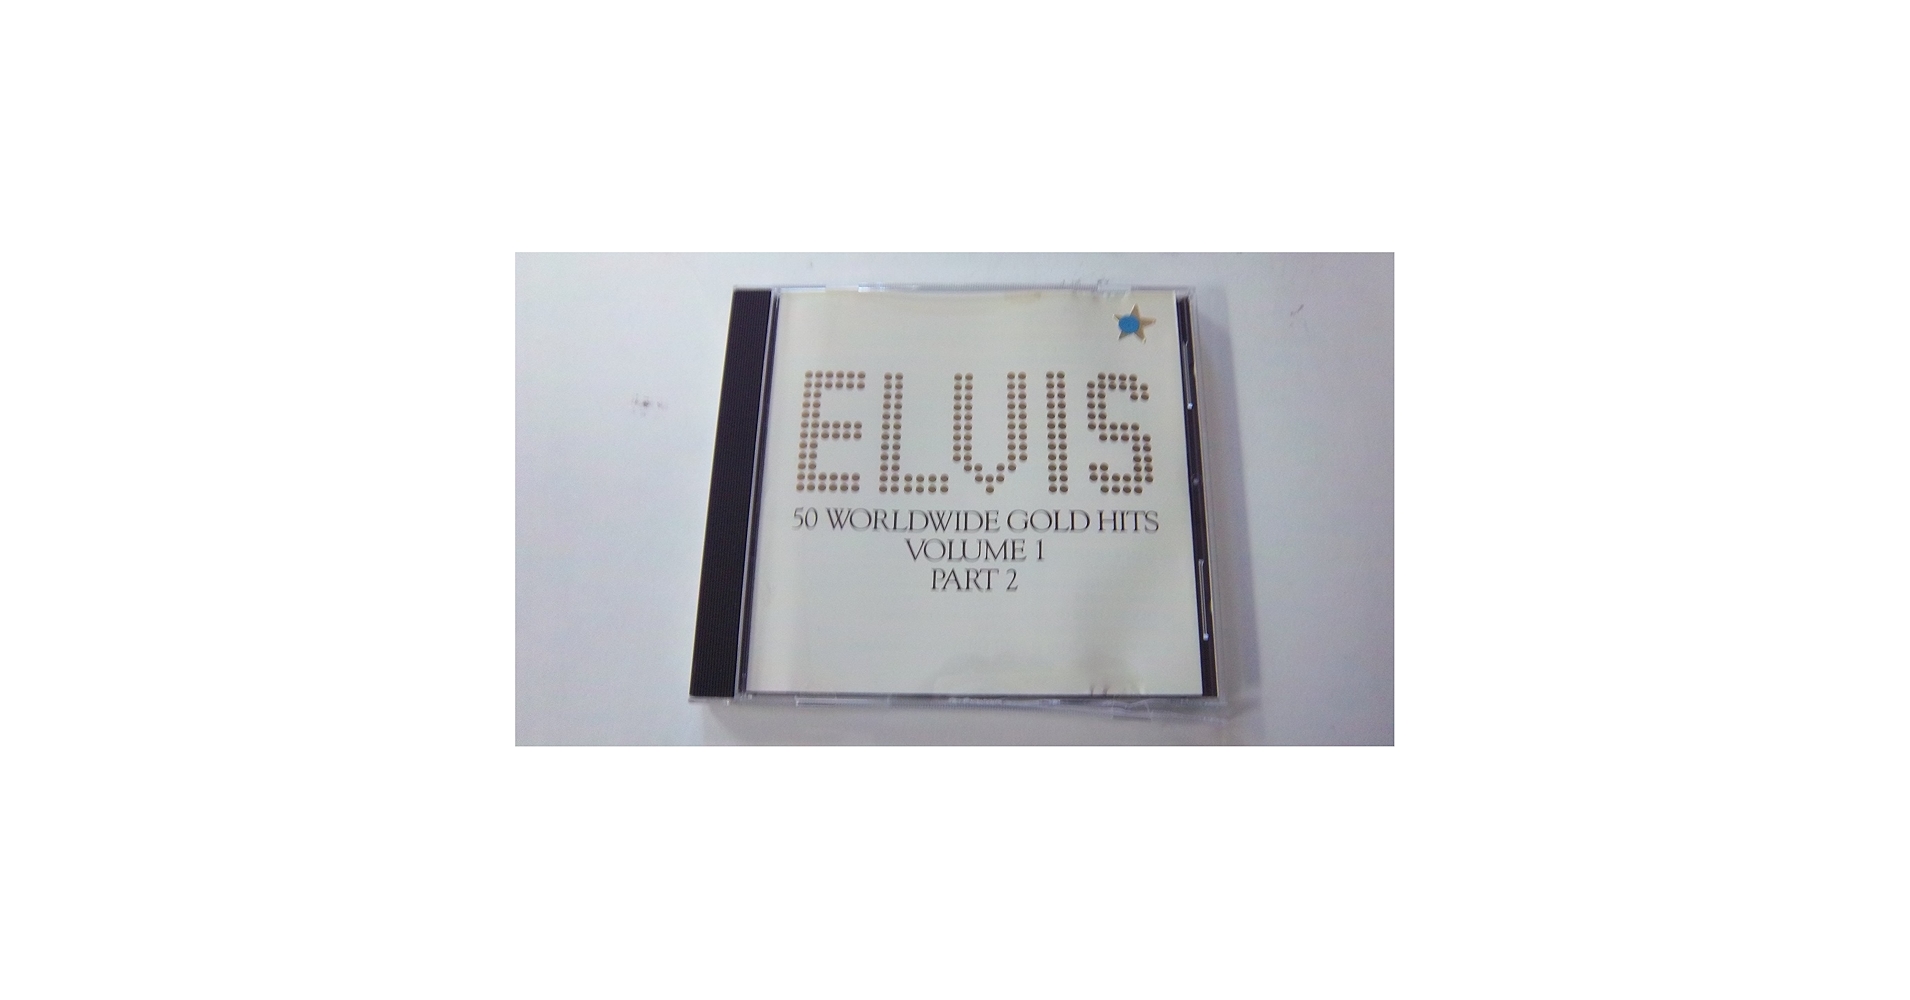 ELVIS
50 WORLDWIDE GOLD HITS
VOLUME 1
PART 2